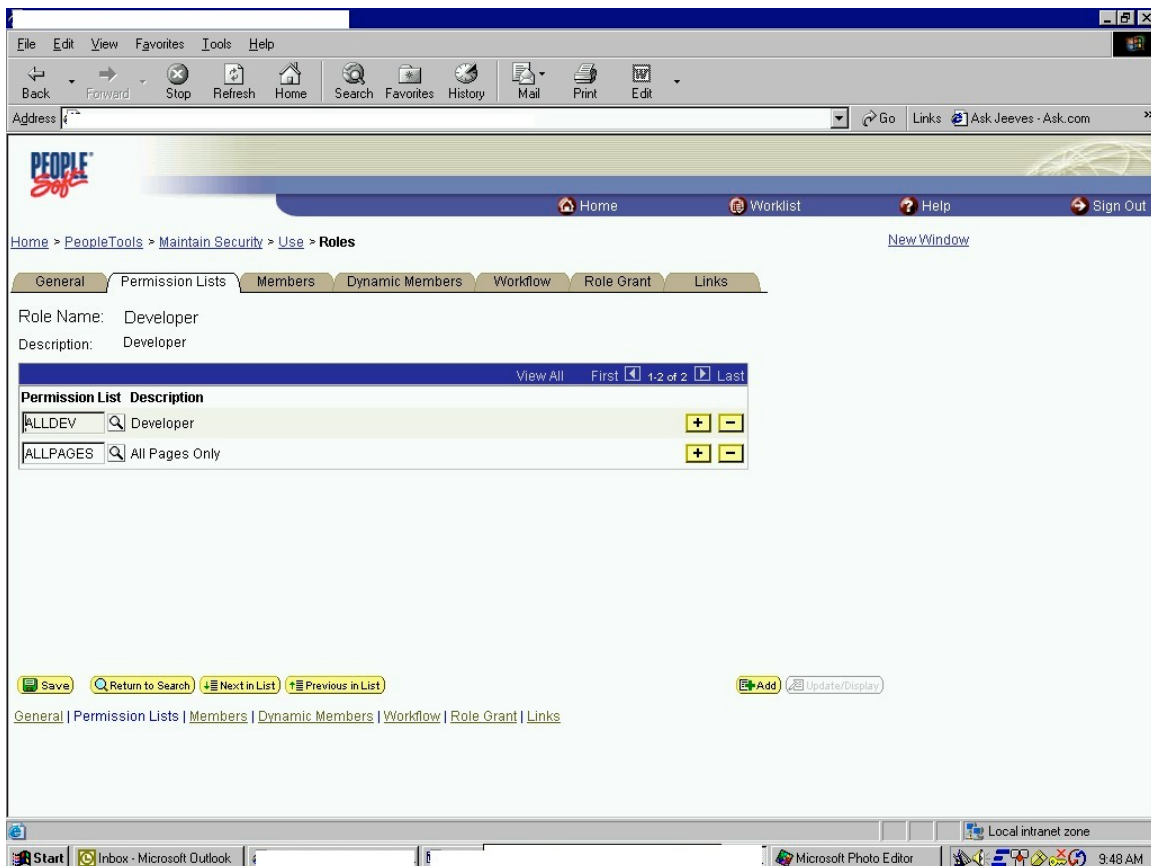 File Edit View Favorites Tools Help
Back Forward Stop Refresh Home Search Favorites History Mail Print Edit
Address Go Links Ask Jeeves - Ask.com »
PEOPLE Soft
Home Worklist Help Sign Out
Home > PeopleTools > Maintain Security > Use > Roles New Window
General Permission Lists Members Dynamic Members Workflow Role Grant Links
Role Name: Developer
Description: Developer
View All First 1-2 of 2 Last
Permission List Description
ALLDEV Developer + -
ALLPAGES All Pages Only + -
Save Return to Search Next in List Previous in List Add Update/Display
General | Permission Lists | Members | Dynamic Members | Workflow | Role Grant | Links
Local intranet zone
Start Inbox - Microsoft Outlook Microsoft Photo Editor 9:48 AM